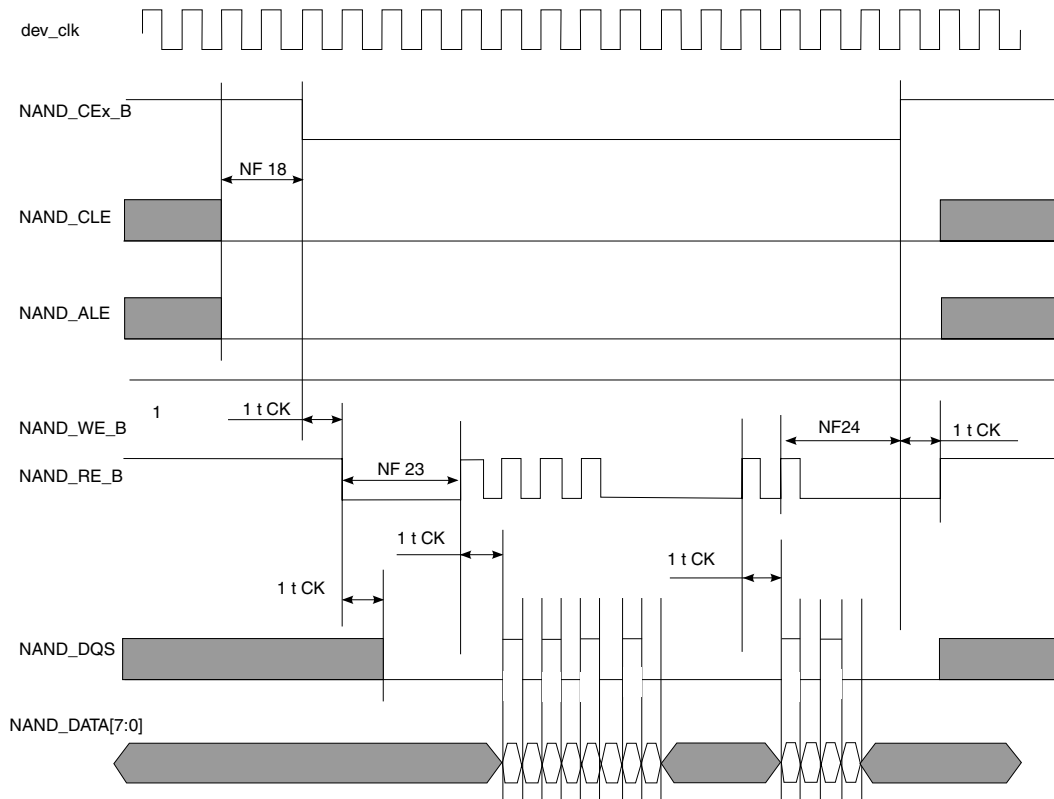 dev_clk
NAND_CEx_B
NF 18
NAND_CLE
NAND_ALE
1
1 t CK
NAND_WE_B
NF24
1 t CK
NAND_RE_B
NF 23
1 t CK
1 t CK
1 t CK
NAND_DQS
NAND_DATA[7:0]